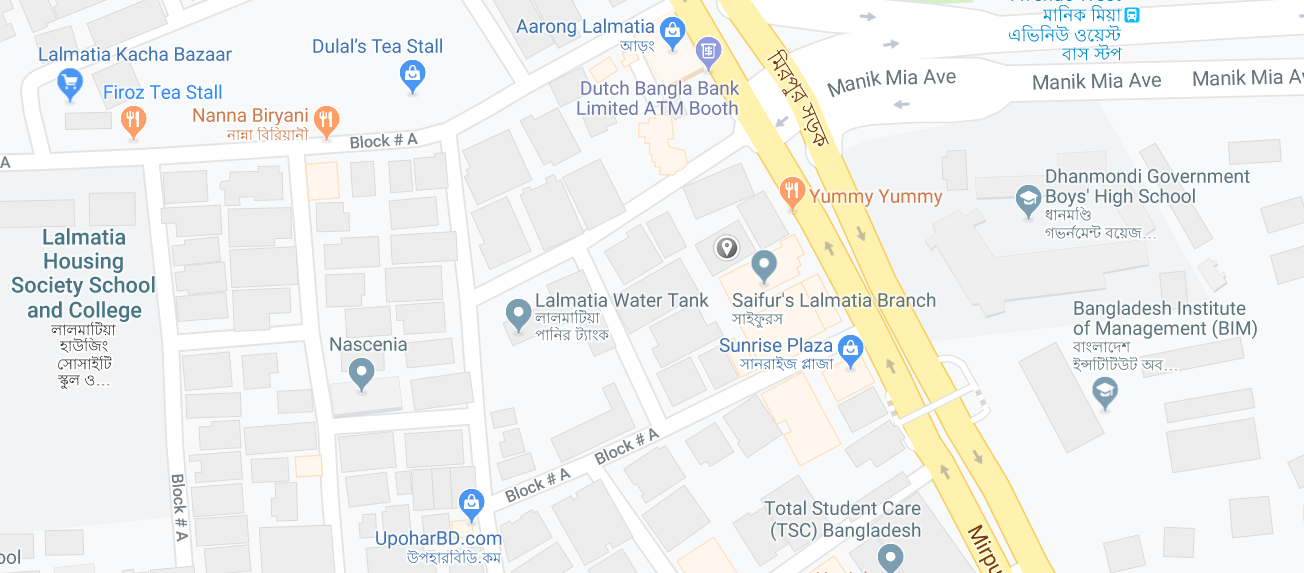 Avenue West
মানিক মিয়া
এভিনিউ ওয়েস্ট
বাস স্টপ
Aarong Lalmatia
আড়ং
Dulal's Tea Stall
Lalmatia Kacha Bazaar
Firoz Tea Stall
Nanna Biryani
নান্না বিরিয়ানী
Dutch Bangla Bank
Limited ATM Booth
মিরপুর সড়ক
Manik Mia Ave
Manik Mia Ave
Manik Mia Av
Block # A
A
Dhanmondi Government
Boys' High School
ধানমণ্ডি
গভর্নমেন্ট বয়েজ...
Yummy Yummy
Lalmatia
Housing
Society School
and College
লালমাটিয়া
হাউজিং
সোসাইটি
স্কুল ও...
Lalmatia Water Tank
লালমাটিয়া
পানির ট্যাংক
Saifur's Lalmatia Branch
সাইফুরস
Bangladesh Institute
of Management (BIM)
বাংলাদেশ
ইন্সটিটিউট অব...
Nascenia
Sunrise Plaza
সানরাইজ প্লাজা
Block # A
Block # A
Block # A
UpoharBD.com
উপহারবিডি.কম
Total Student Care
(TSC) Bangladesh
Mirpu
ool